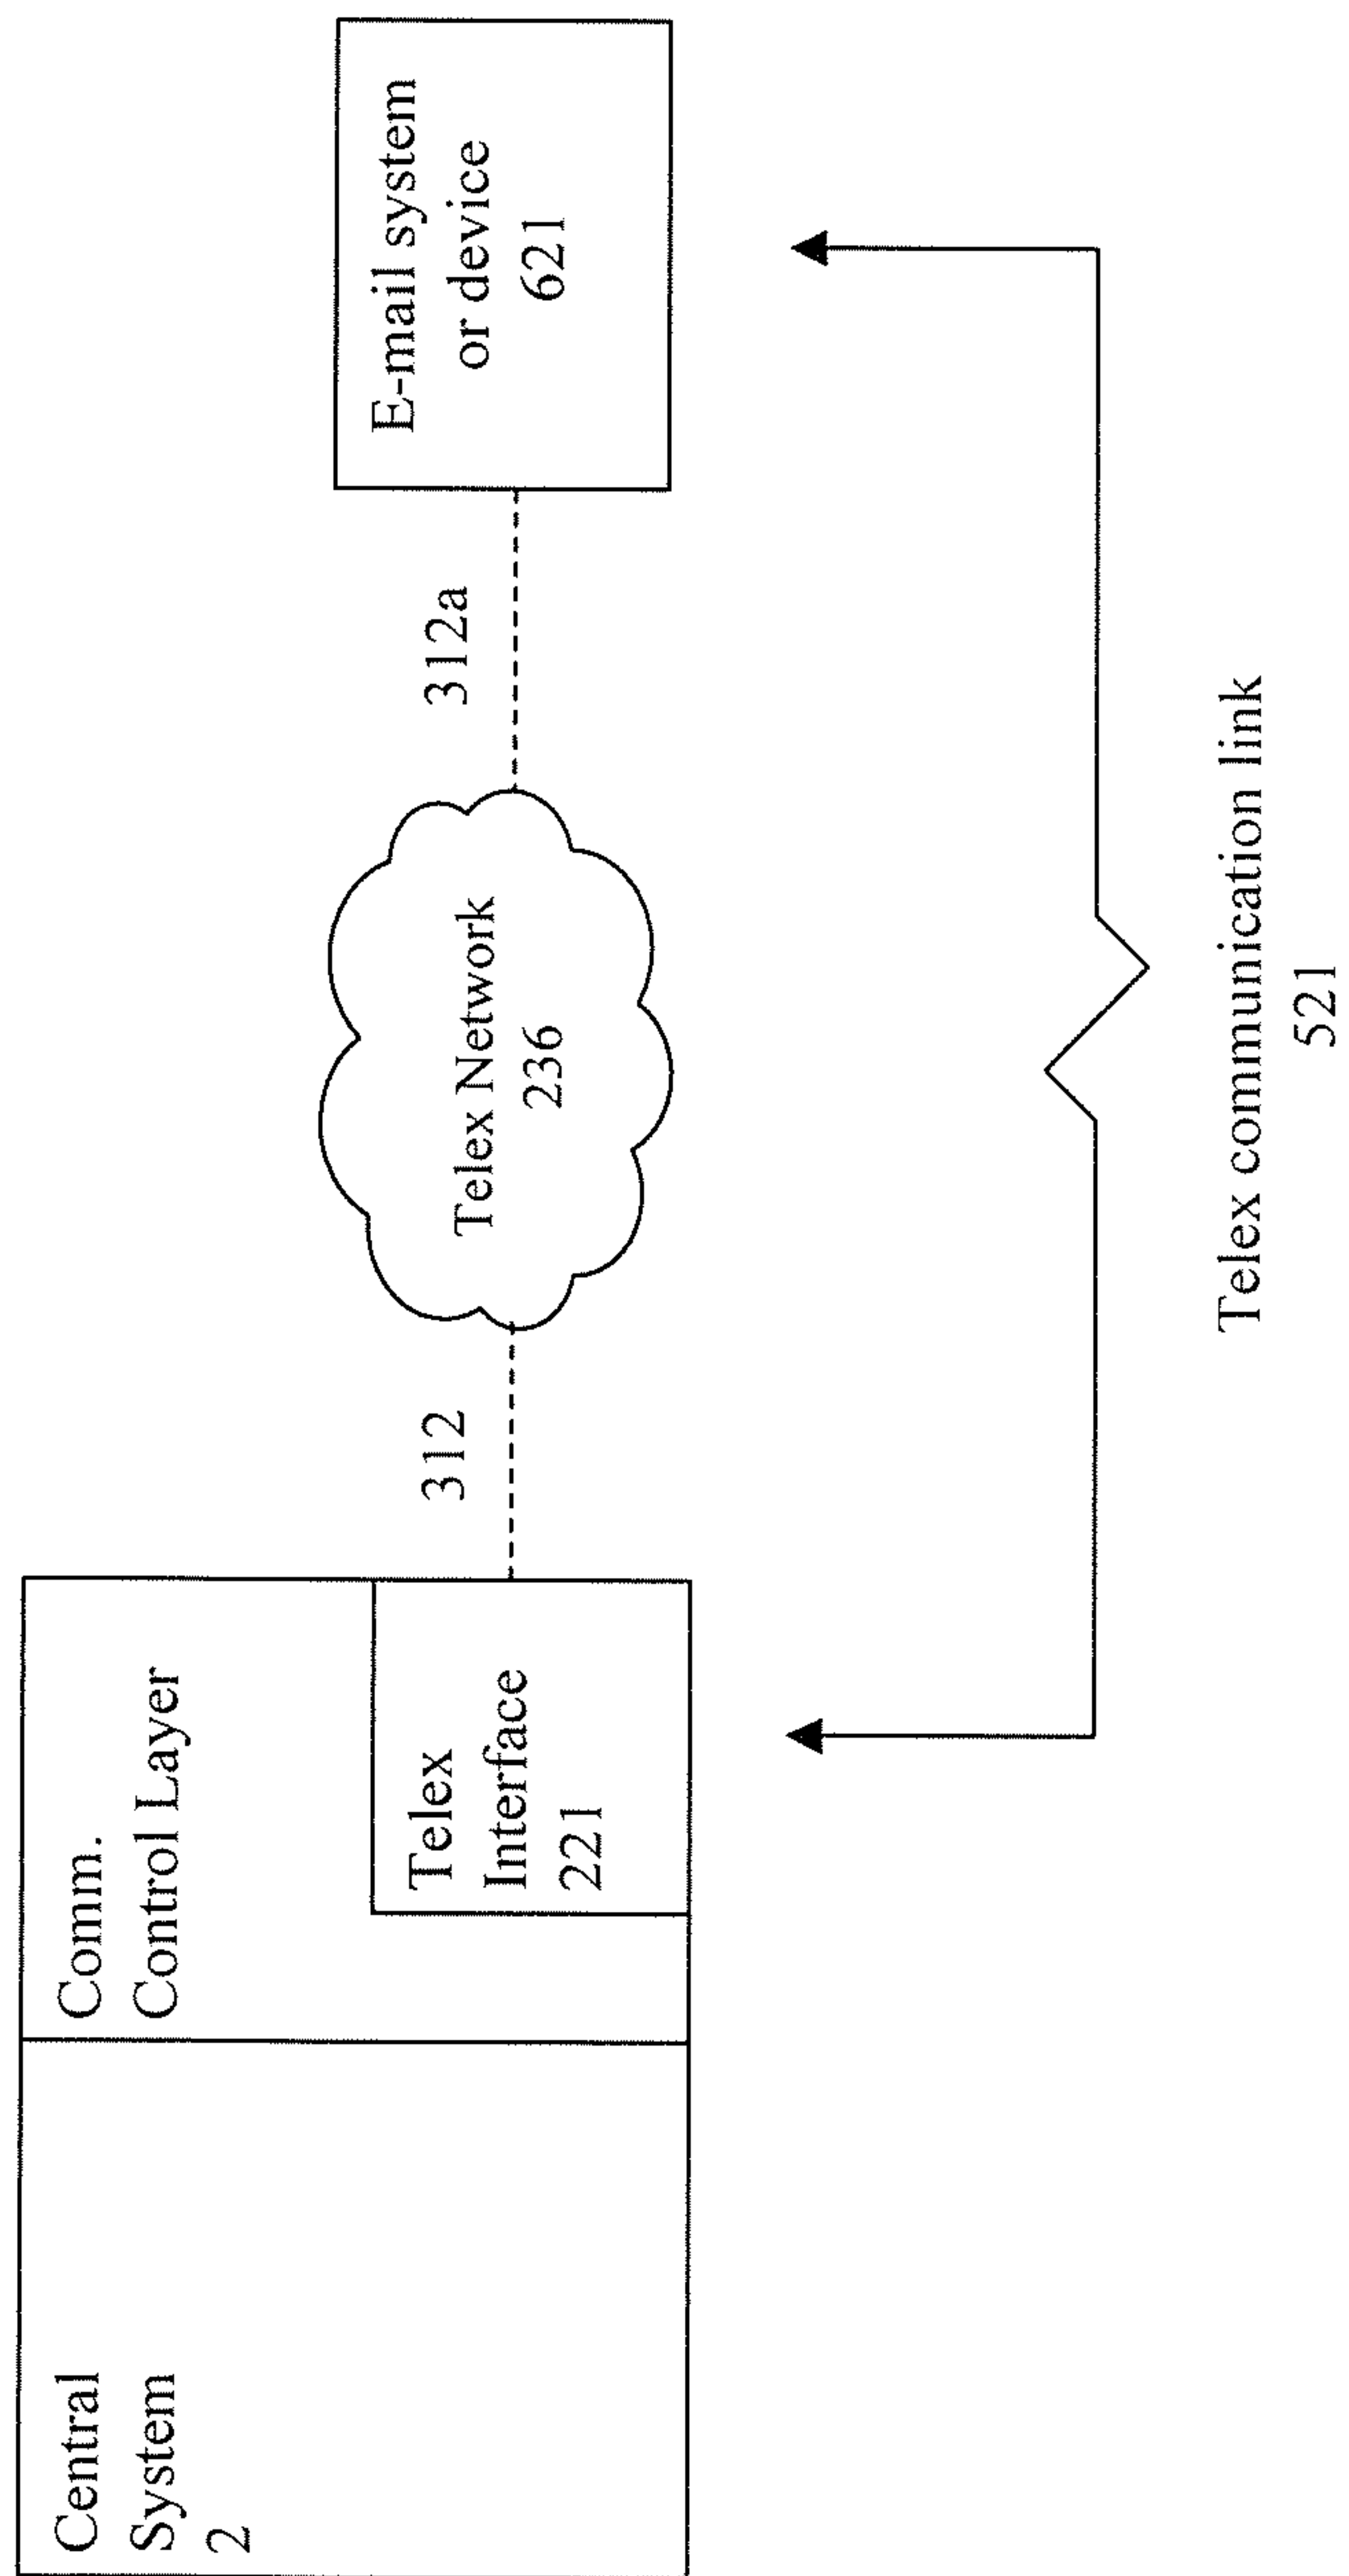 Central
System
2
Comm.
Control Layer
Telex
Interface
221
312
Telex Network
236
312a
E-mail system
or device
621
Telex communication link
521